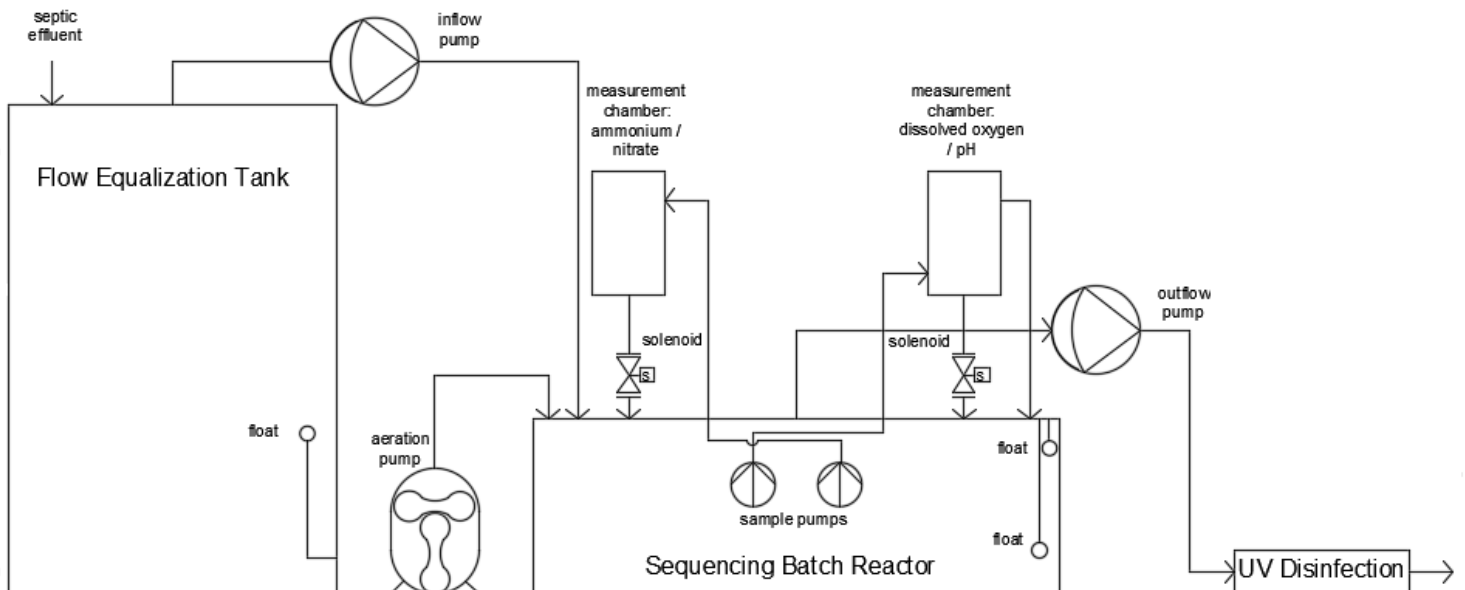 septic
effluent
inflow
pump
measurement
chamber:
ammonium /
nitrate
measurement
chamber:
dissolved oxygen
/ pH
Flow Equalization Tank
outflow
pump
solenoid
s
solenoid
s
float
aeration
pump
float
sample pumps
float
Sequencing Batch Reactor
UV Disinfection